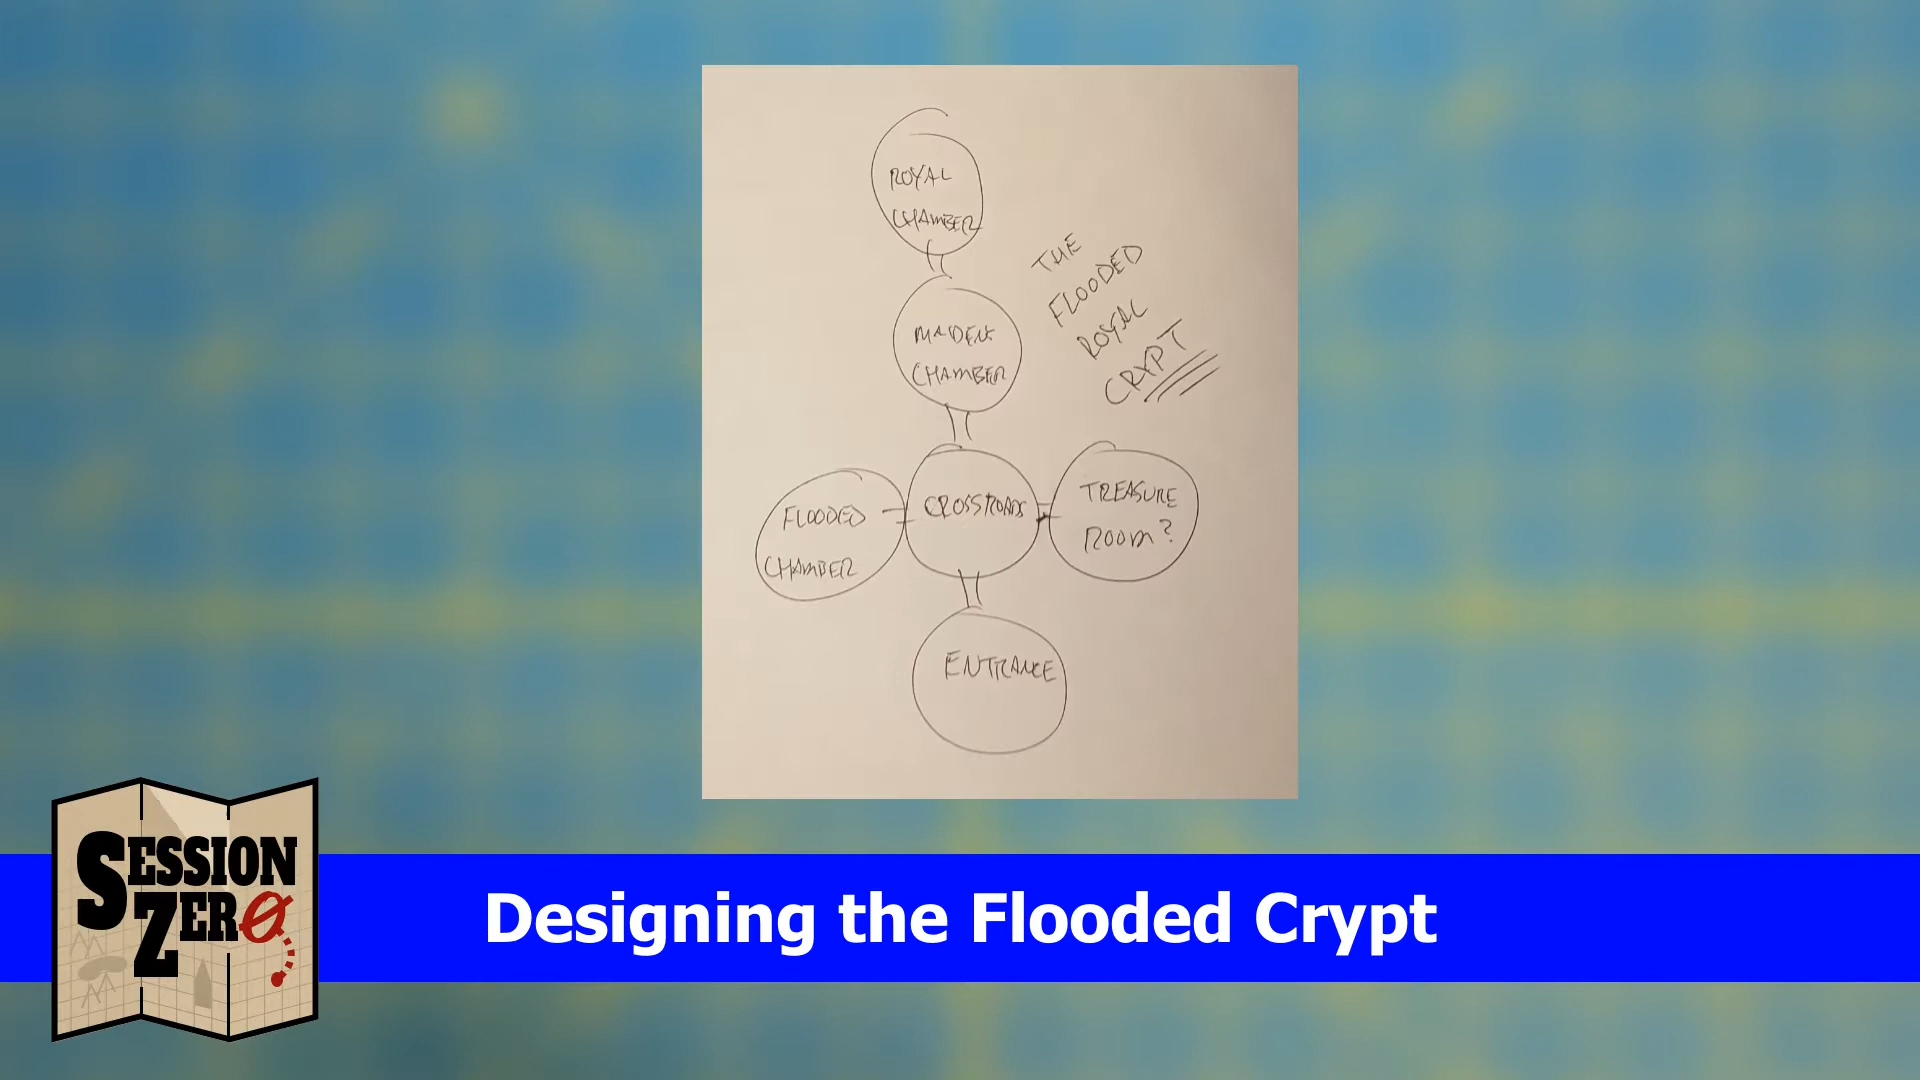 ROYAL
CHAMBER
THE
FLOODED
ROYAL
CRYPT
CHAMBER
FLOODED
CHAMBER
CROSSROADS
TREASURE
ROOM?
ENTRANCE
SESSION
ZERO
Designing the Flooded Crypt